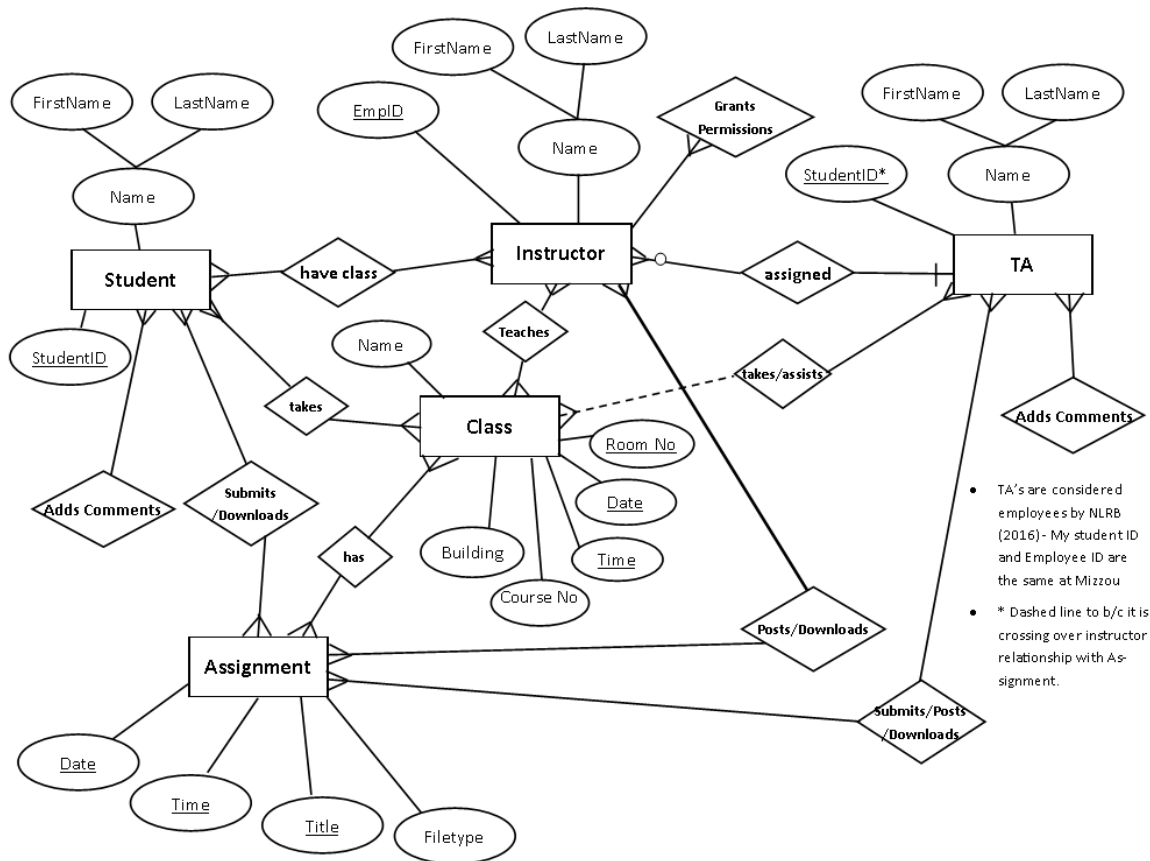 FirstName
LastName
Name
Student
StudentID
EmpID
FirstName
LastName
Name
Instructor
Grants
Permissions
FirstName
LastName
StudentID*
Name
TA
have class
assigned
Teaches
takes
takes/assists
Adds Comments
Submits
/Downloads
Name
Class
Room No
Date
Time
Course No
Building
has
Adds Comments
Posts/Downloads
Submits/Posts
/Downloads
Assignment
Date
Time
Title
Filetype
• TA's are considered
employees by NLRB
(2016)- My student ID
and Employee ID are
the same at Mizzou
• * Dashed line to b/c it is
crossing over instructor
relationship with As-
signment.